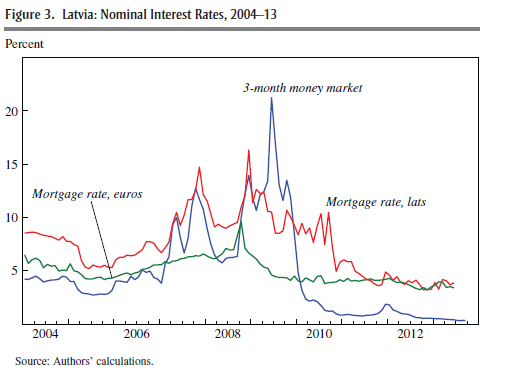 Figure 3.  Latvia: Nominal Interest Rates, 2004–13
Percent
3-month money market
20
15
Mortgage rate, euros
Mortgage rate, lats
10
5
2004 2006 2008 2010 2012
Source: Authors' calculations.